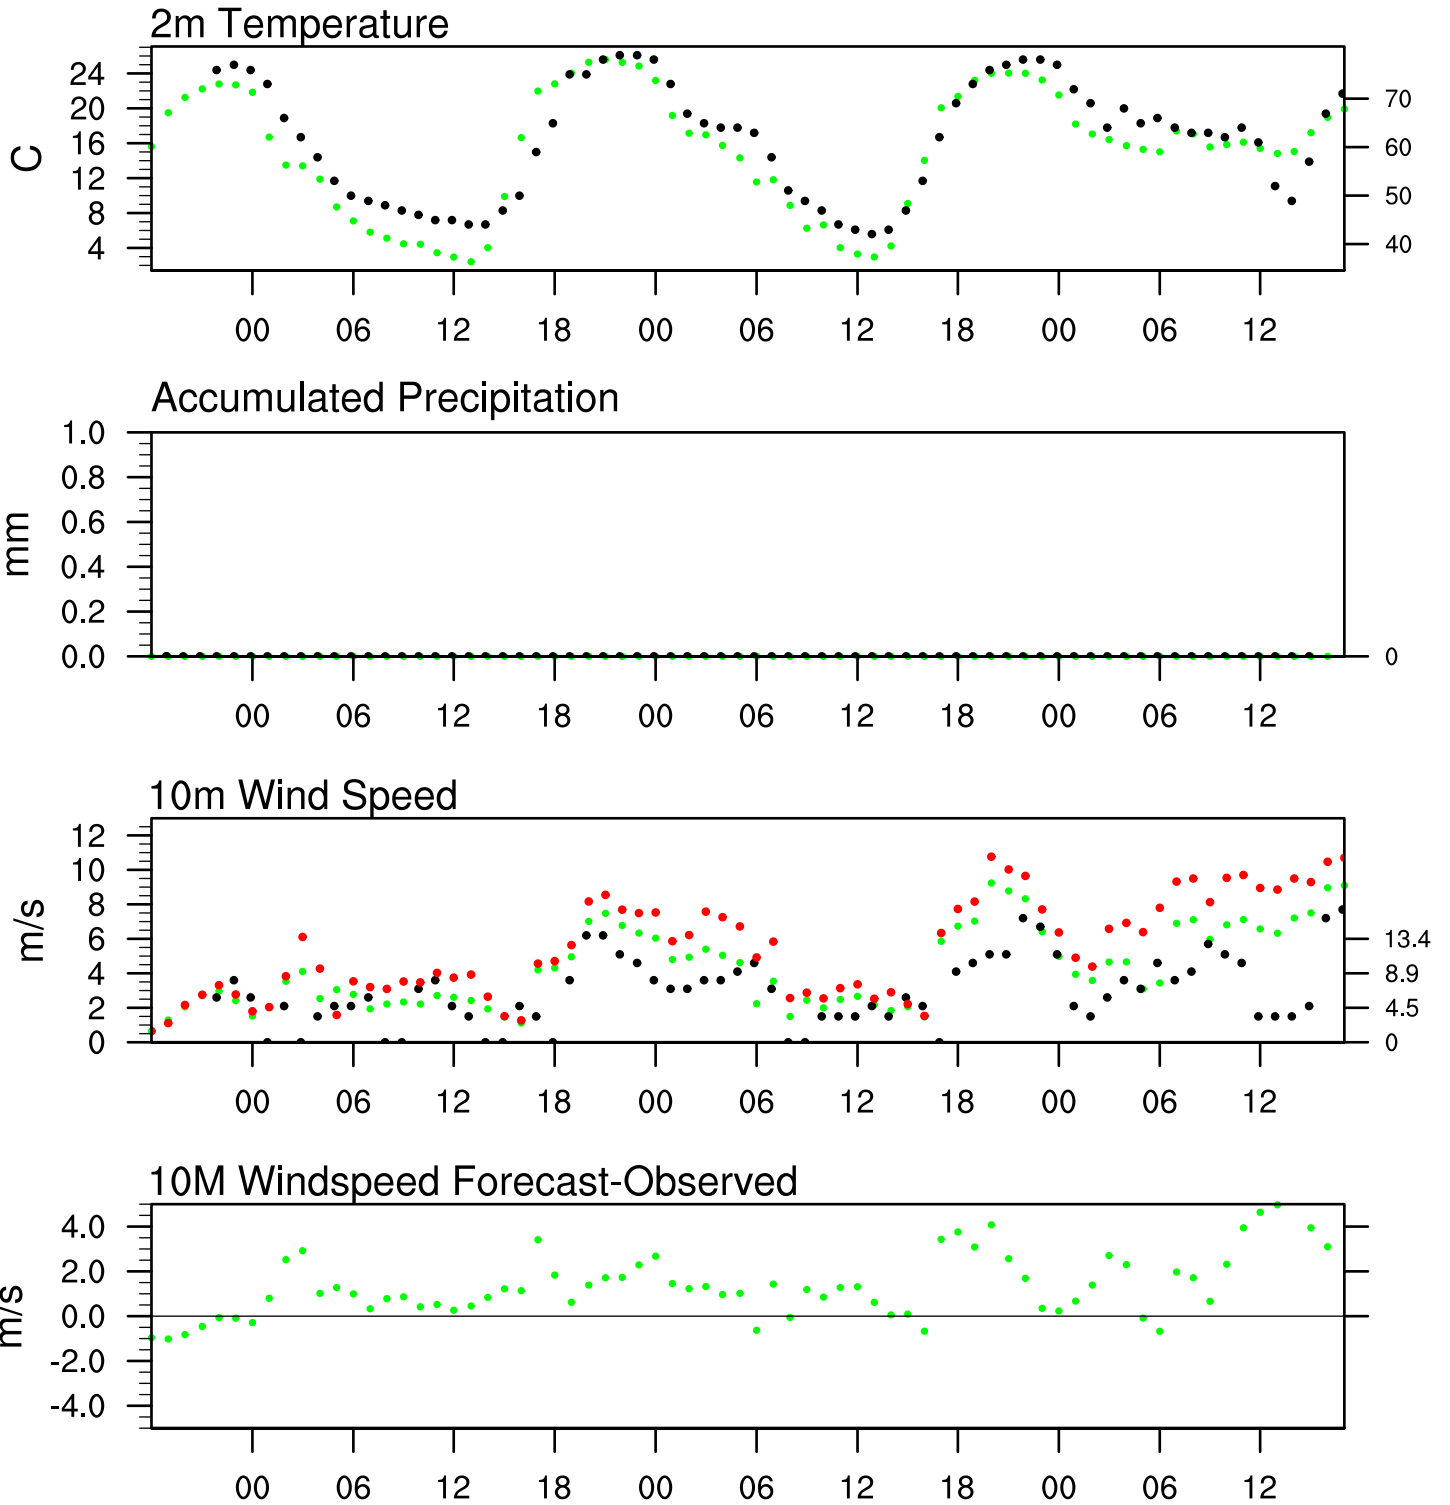 2m Temperature
24
20
16
12
8
4
C
70
60
50
40
00 06 12 18 00 06 12 18 00 06 12
Accumulated Precipitation
1.0
0.8
0.6
0.4
0.2
0.0
mm
0
00 06 12 18 00 06 12 18 00 06 12
10m Wind Speed
12
10
8
6
4
2
0
m/s
13.4
8.9
4.5
0
00 06 12 18 00 06 12 18 00 06 12
10M Windspeed Forecast-Observed
4.0
2.0
0.0
-2.0
-4.0
m/s
00 06 12 18 00 06 12 18 00 06 12